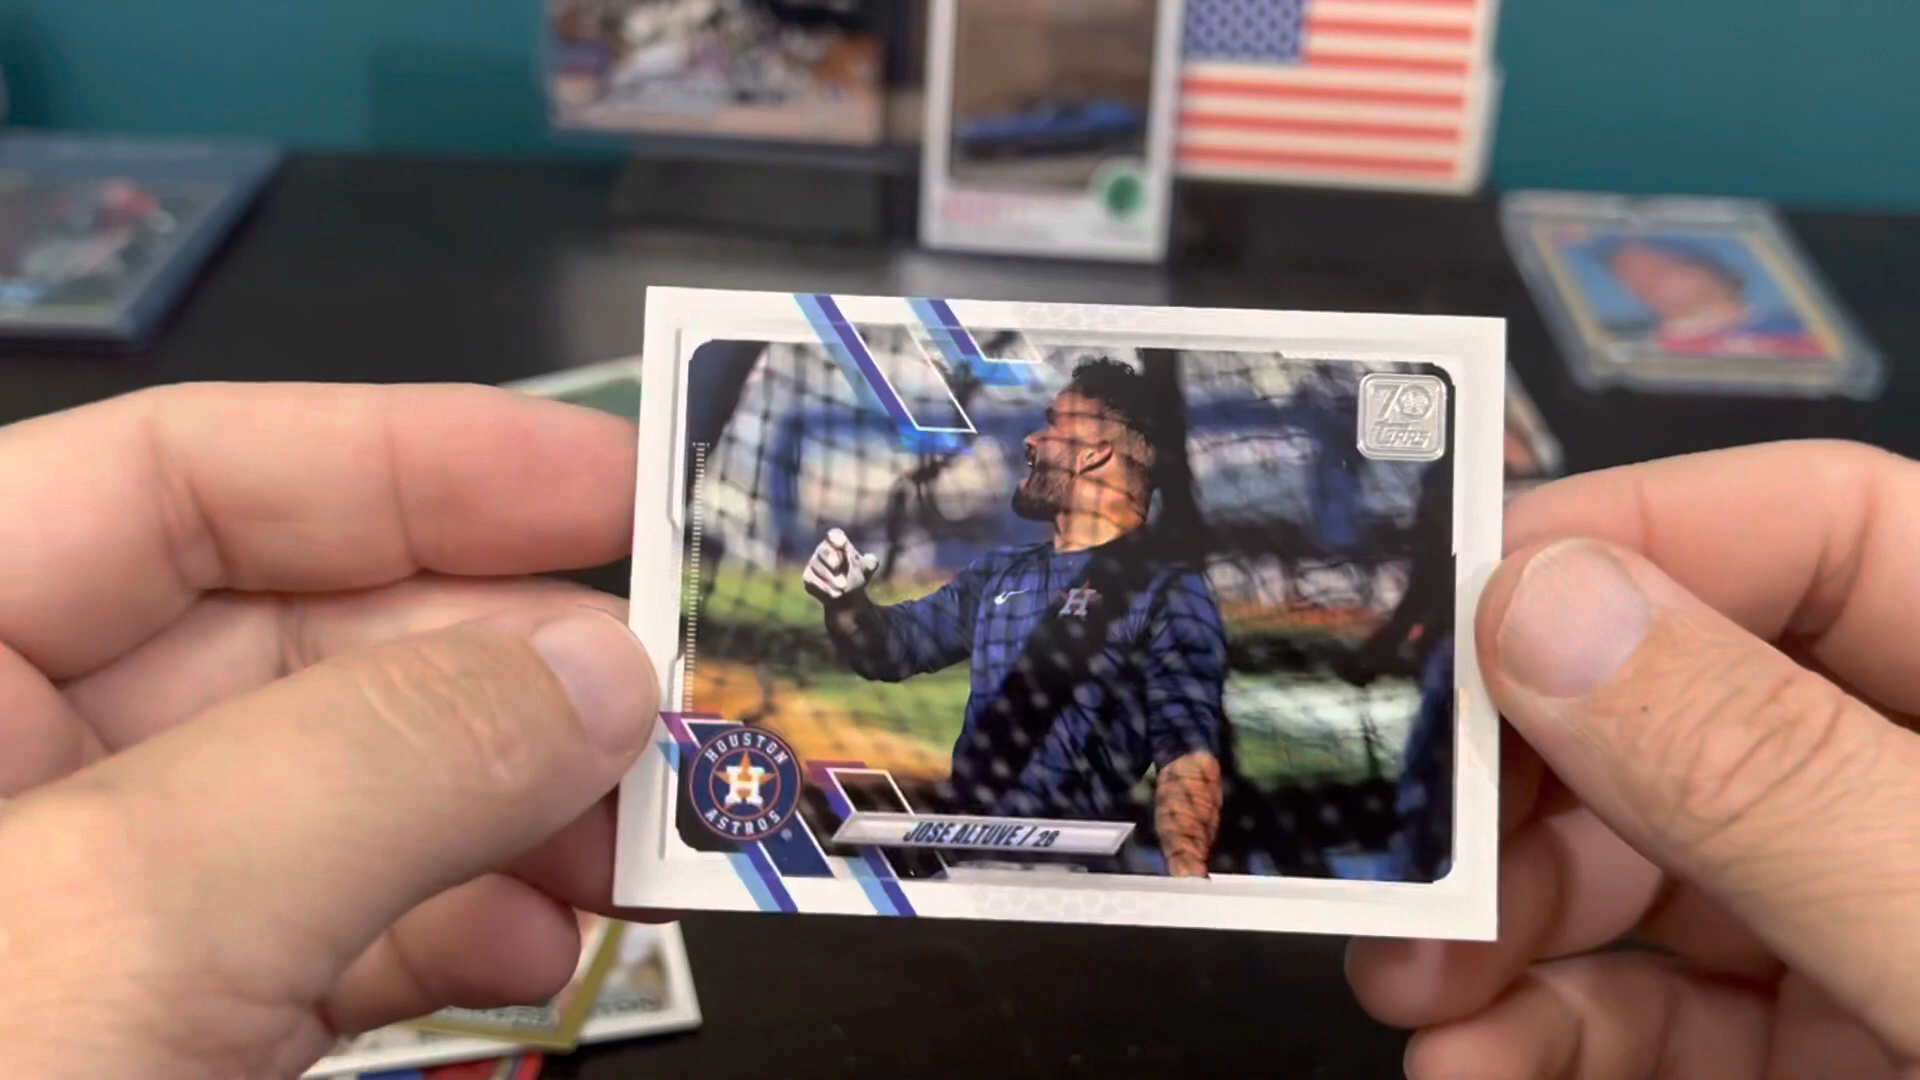 70
Topps
H
HOUSTON
H
ASTROS
®
JOSE ALTUVE / 2B